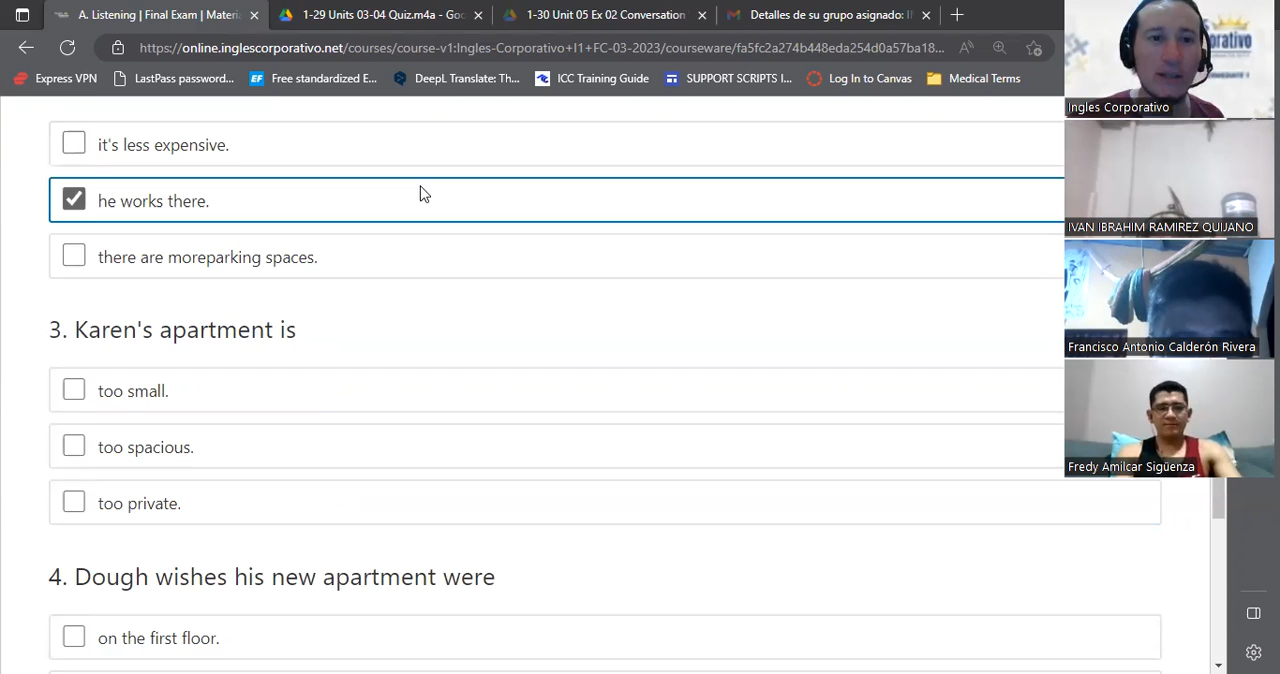 A. Listening | Final Exam | Materia
1-29 Units 03-04 Quiz.m4a - Goo
1-30 Unit 05 Ex 02 Conversation
Detalles de su grupo asignado: I
https://online.inglescorporativo.net/courses/course-v1:Ingles-Corporativo+I1+FC-03-2023/courseware/fa5fc2a274b448eda254d0a57ba18...
Express VPN
LastPass password...
EF
Free standardized E...
DeepL Translate: Th...
ICC Training Guide
SUPPORT SCRIPTS I...
Log In to Canvas
Medical Terms
Ingles Corporativo
IVAN IBRAHIM RAMIREZ QUIJANO
Francisco Antonio Calderón Rivera
Fredy Amilcar Sigüenza
it's less expensive.
he works there.
there are moreparking spaces.
3. Karen's apartment is
too small.
too spacious.
too private.
4. Dough wishes his new apartment were
on the first floor.